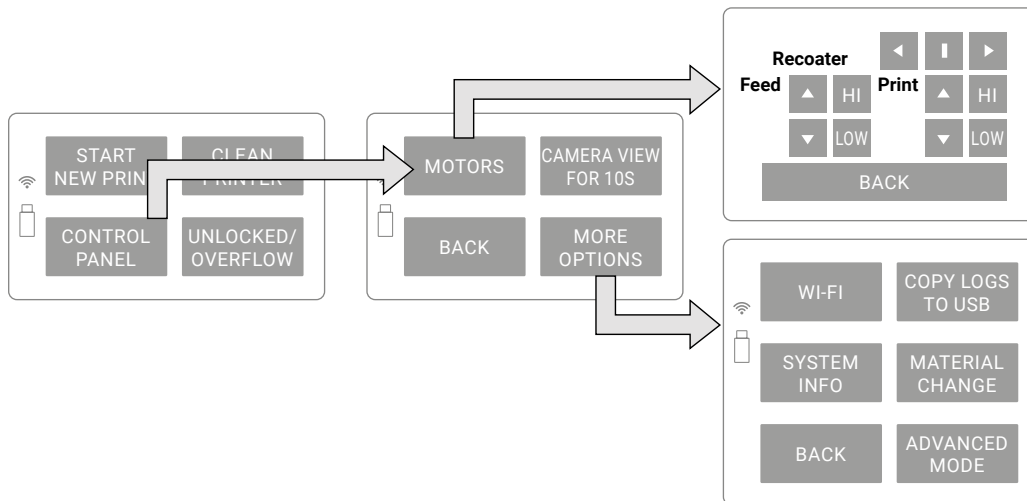 START
NEW PRINT
CLEAN
PRINTER
CONTROL
PANEL
UNLOCKED/
OVERFLOW
MOTORS
CAMERA VIEW
FOR 10S
BACK
MORE
OPTIONS
Recoater
Feed
HI
LOW
Print
HI
LOW
BACK
WI-FI
COPY LOGS
TO USB
SYSTEM
INFO
MATERIAL
CHANGE
BACK
ADVANCED
MODE